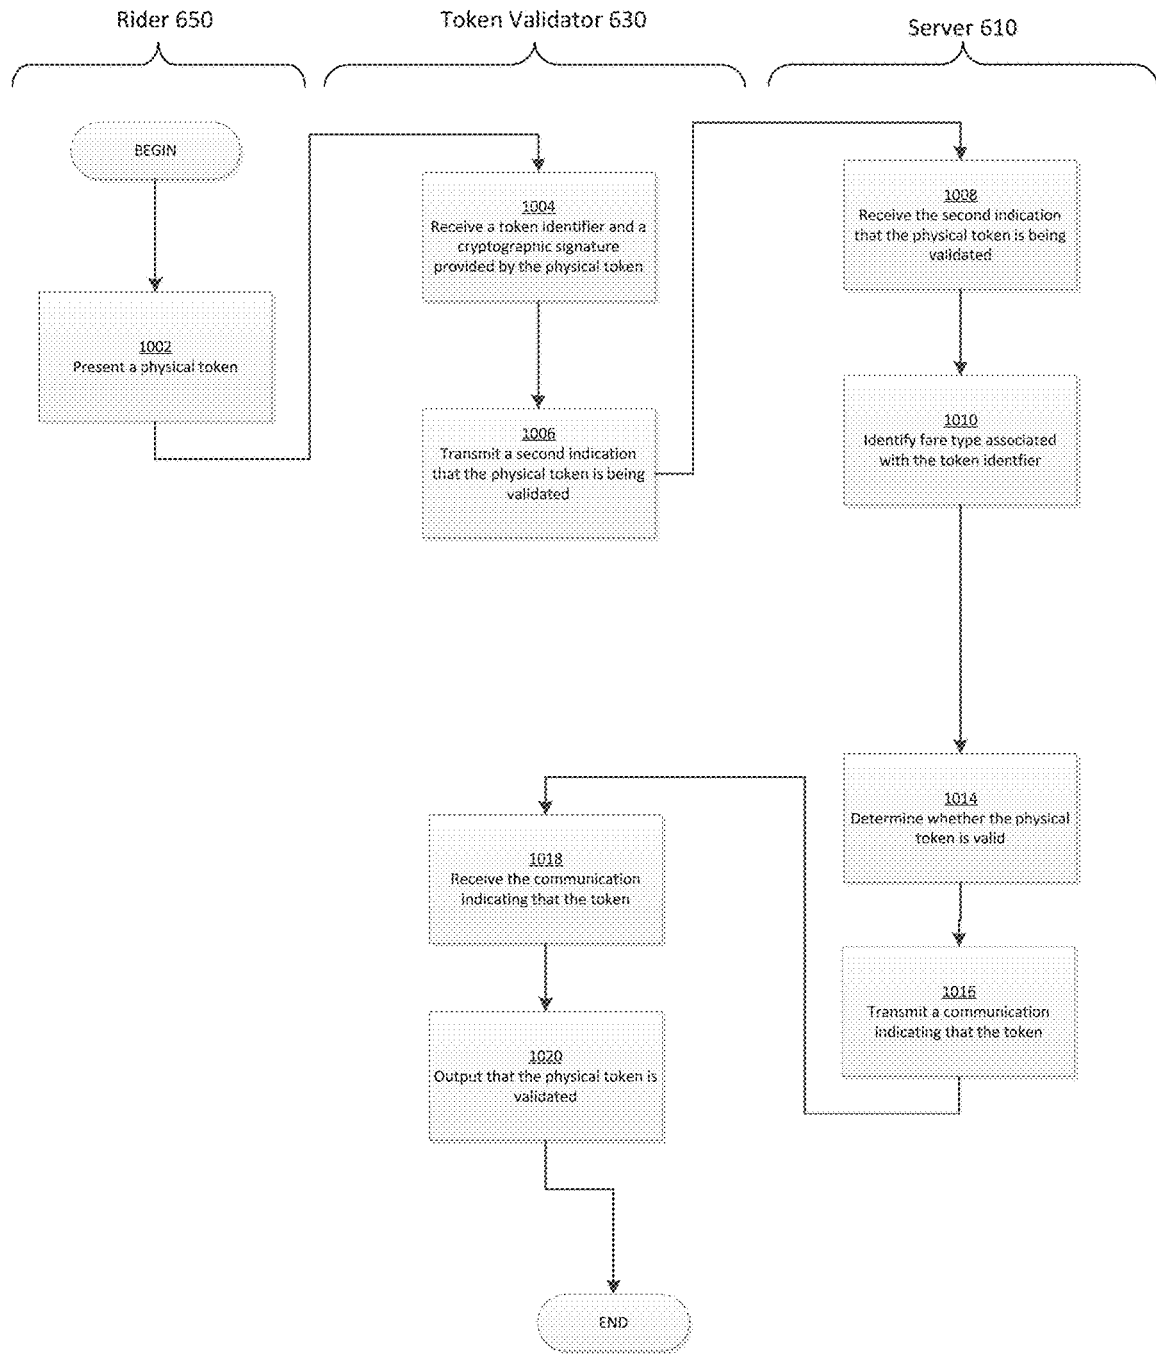 Rider 650
Token Validator 630
Server 610
BEGIN
1002
Present a physical token
1004
Receive a token identifier and a
cryptographic signature
provided by the physical token
1006
Transmit a second indication
that the physical token is being
validated
1008
Receive the second indication
that the physical token is being
validated
1010
Identify fare type associated
with the token identfier
1014
Determine whether the physical
token is valid
1016
Transmit a communication
indicating that the token
1018
Receive the communication
indicating that the token
1020
Output that the physical token is
validated
END